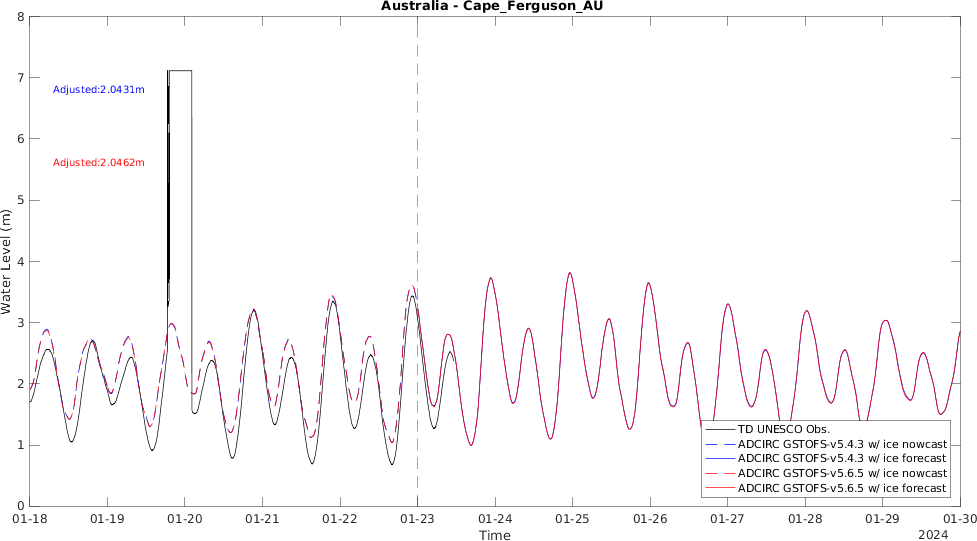 Australia - Cape_Ferguson_AU
8
7
6
5
4
3
2
1
0
Water Level (m)
Adjusted:2.0431m
Adjusted:2.0462m
TD UNESCO Obs.
ADCIRC GSTOFS-v5.4.3 w/ ice nowcast
ADCIRC GSTOFS-v5.4.3 w/ ice forecast
ADCIRC GSTOFS-v5.6.5 w/ ice nowcast
ADCIRC GSTOFS-v5.6.5 w/ ice forecast
01-18 01-19 01-20 01-21 01-22 01-23 01-24 01-25 01-26 01-27 01-28 01-29 01-30
Time
2024